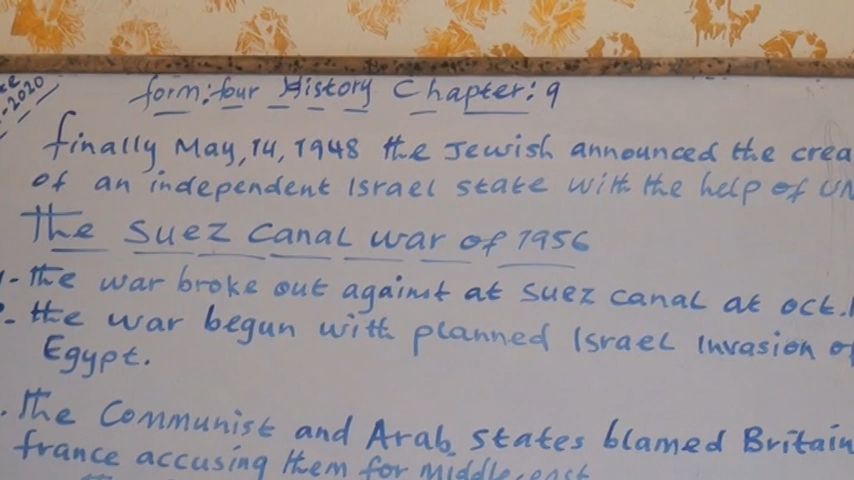 -2020
form: four History Chapter: 9
finally May, 14, 1948 the Jewish announced the crea
of an independent Israel state with the help of UN
The Suez Canal war of 1956
1- the war broke out against at suez canal at oct.
- the war begun with planned Israel Invasion of
Egypt.
. The Communist and Arab states blamed Britain
france accusing them for middle east